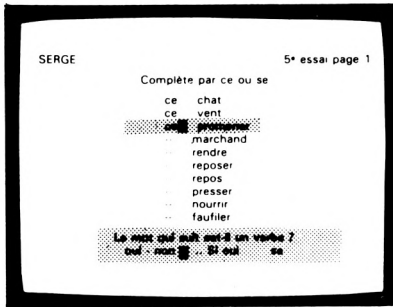 SERGE 5e essai page 1
Complète par ce ou se
ce chat
ce vent
promener
.. marchand
.. rendre
.. reposer
.. repos
.. presser
.. nourrir
.. faufiler
Le mot qui suit est-il un verbe ?
oui - non .. Si oui se